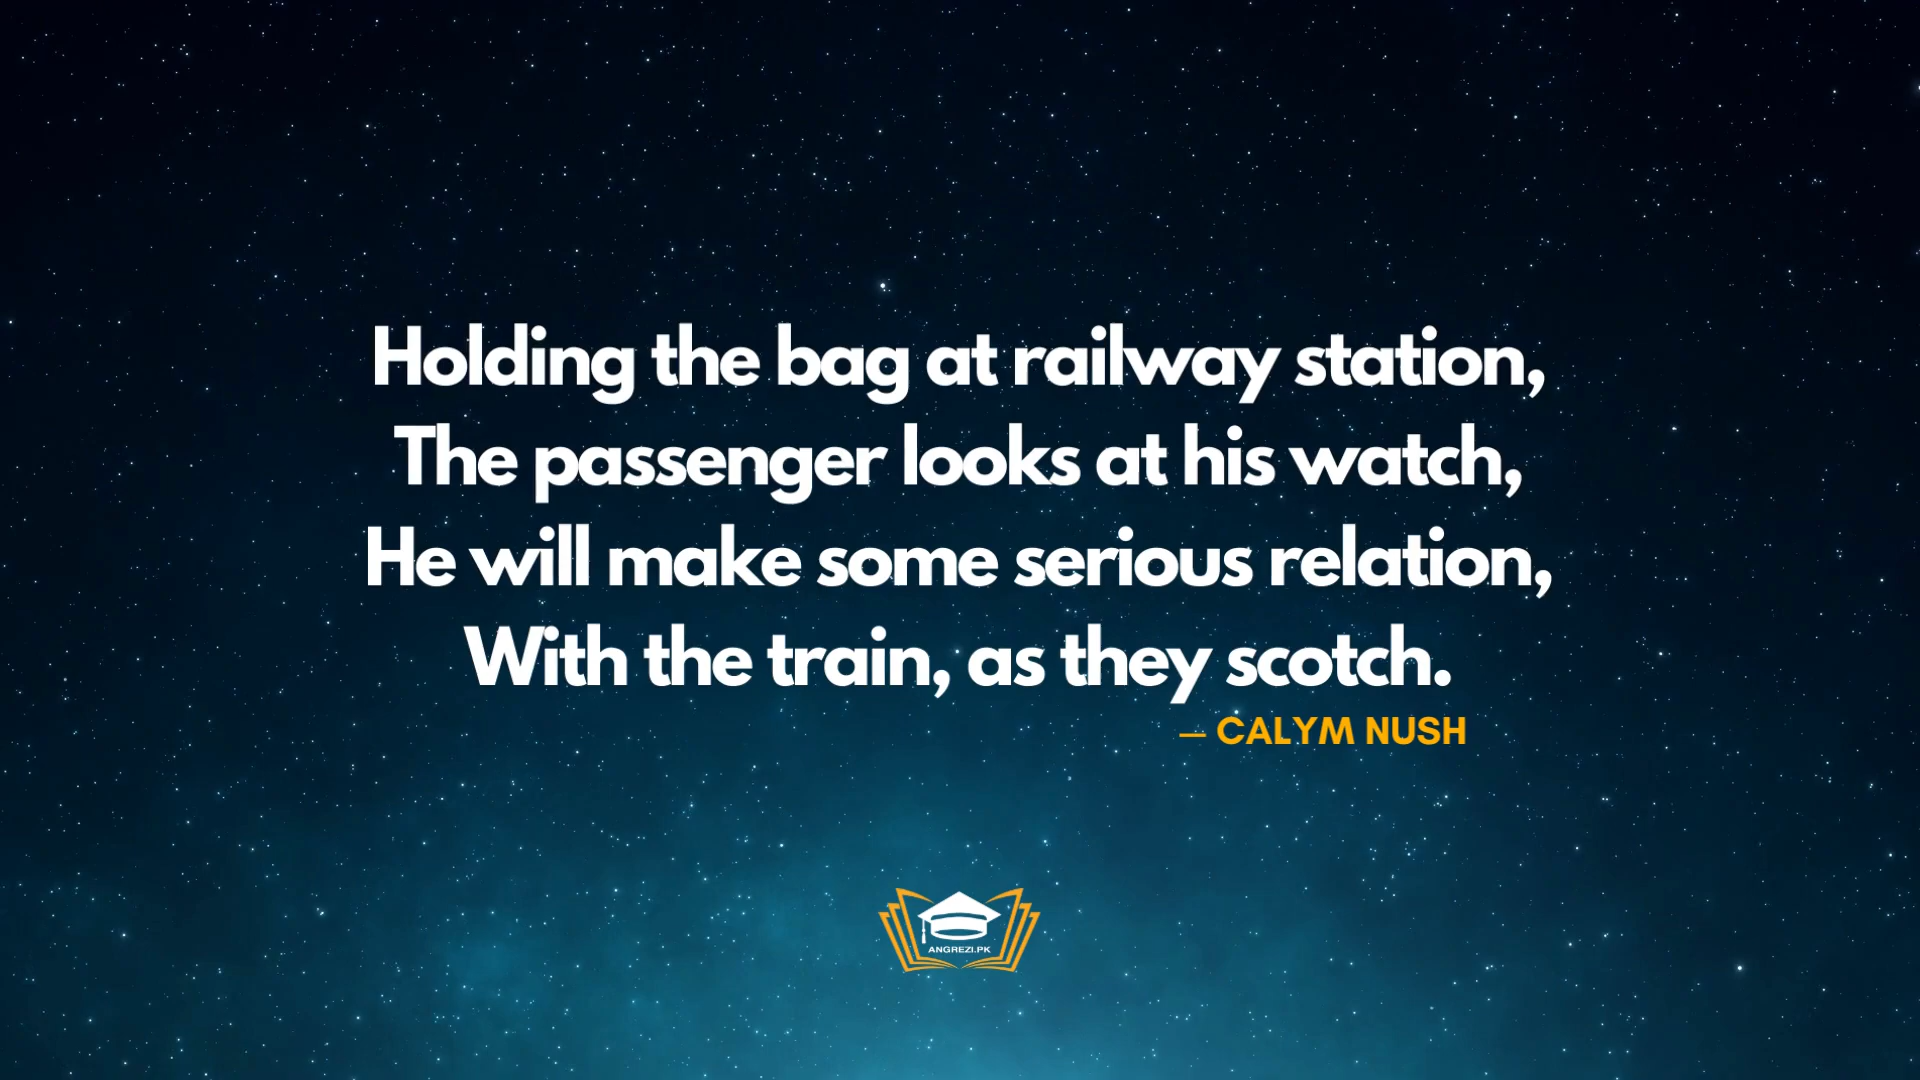 Holding the bag at railway station,
The passenger looks at his watch,
He will make some serious relation,
With the train, as they scotch.
— CALYM NUSH
ANGREZI.PK